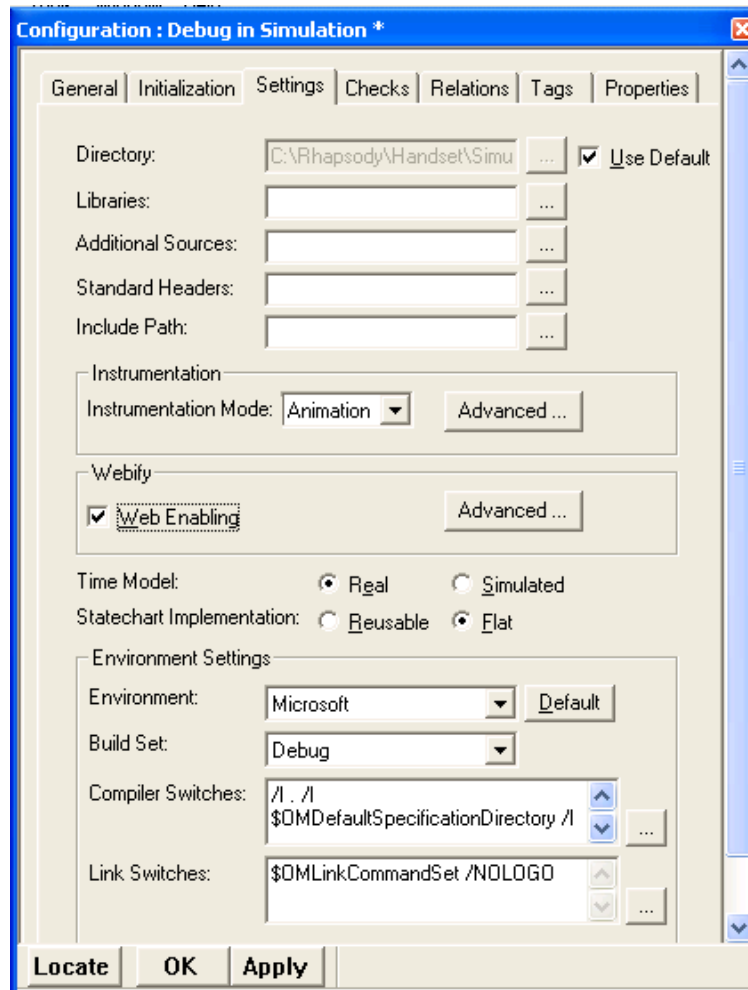 Configuration : Debug in Simulation *
General Initialization Settings Checks Relations Tags Properties
Directory: C:\Rhapsody\Handset\Simu ... Use Default
Libraries: ...
Additional Sources: ...
Standard Headers: ...
Include Path: ...
Instrumentation
Instrumentation Mode: Animation Advanced ...
Webify
Web Enabling Advanced ...
Time Model: Real Simulated
Statechart Implementation: Reusable Flat
Environment Settings
Environment: Microsoft Default
Build Set: Debug
Compiler Switches: /I . /I
$OMDefaultSpecificationDirectory /I ...
Link Switches: $OMLinkCommandSet /NOLOGO
...
Locate OK Apply